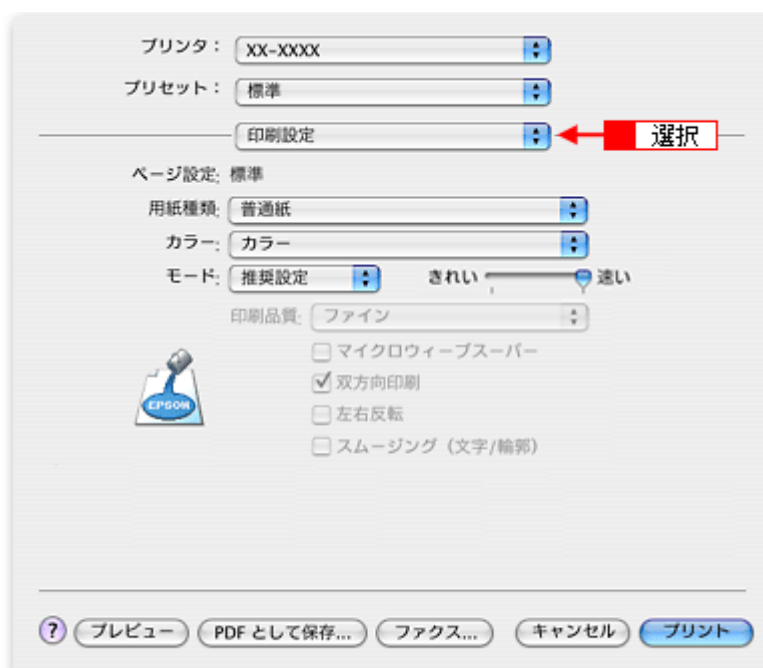 プリンタ： XX-XXXX
プリセット： 標準
印刷設定 選択
ページ設定: 標準
用紙種類: 普通紙
カラー: カラー
モード: 推奨設定 きれい 速い
印刷品質: ファイン
マイクロウィーブスーパー
双方向印刷
左右反転
スムージング（文字/輪郭）
EPSON
? プレビュー PDF として保存... ファクス... キャンセル プリント